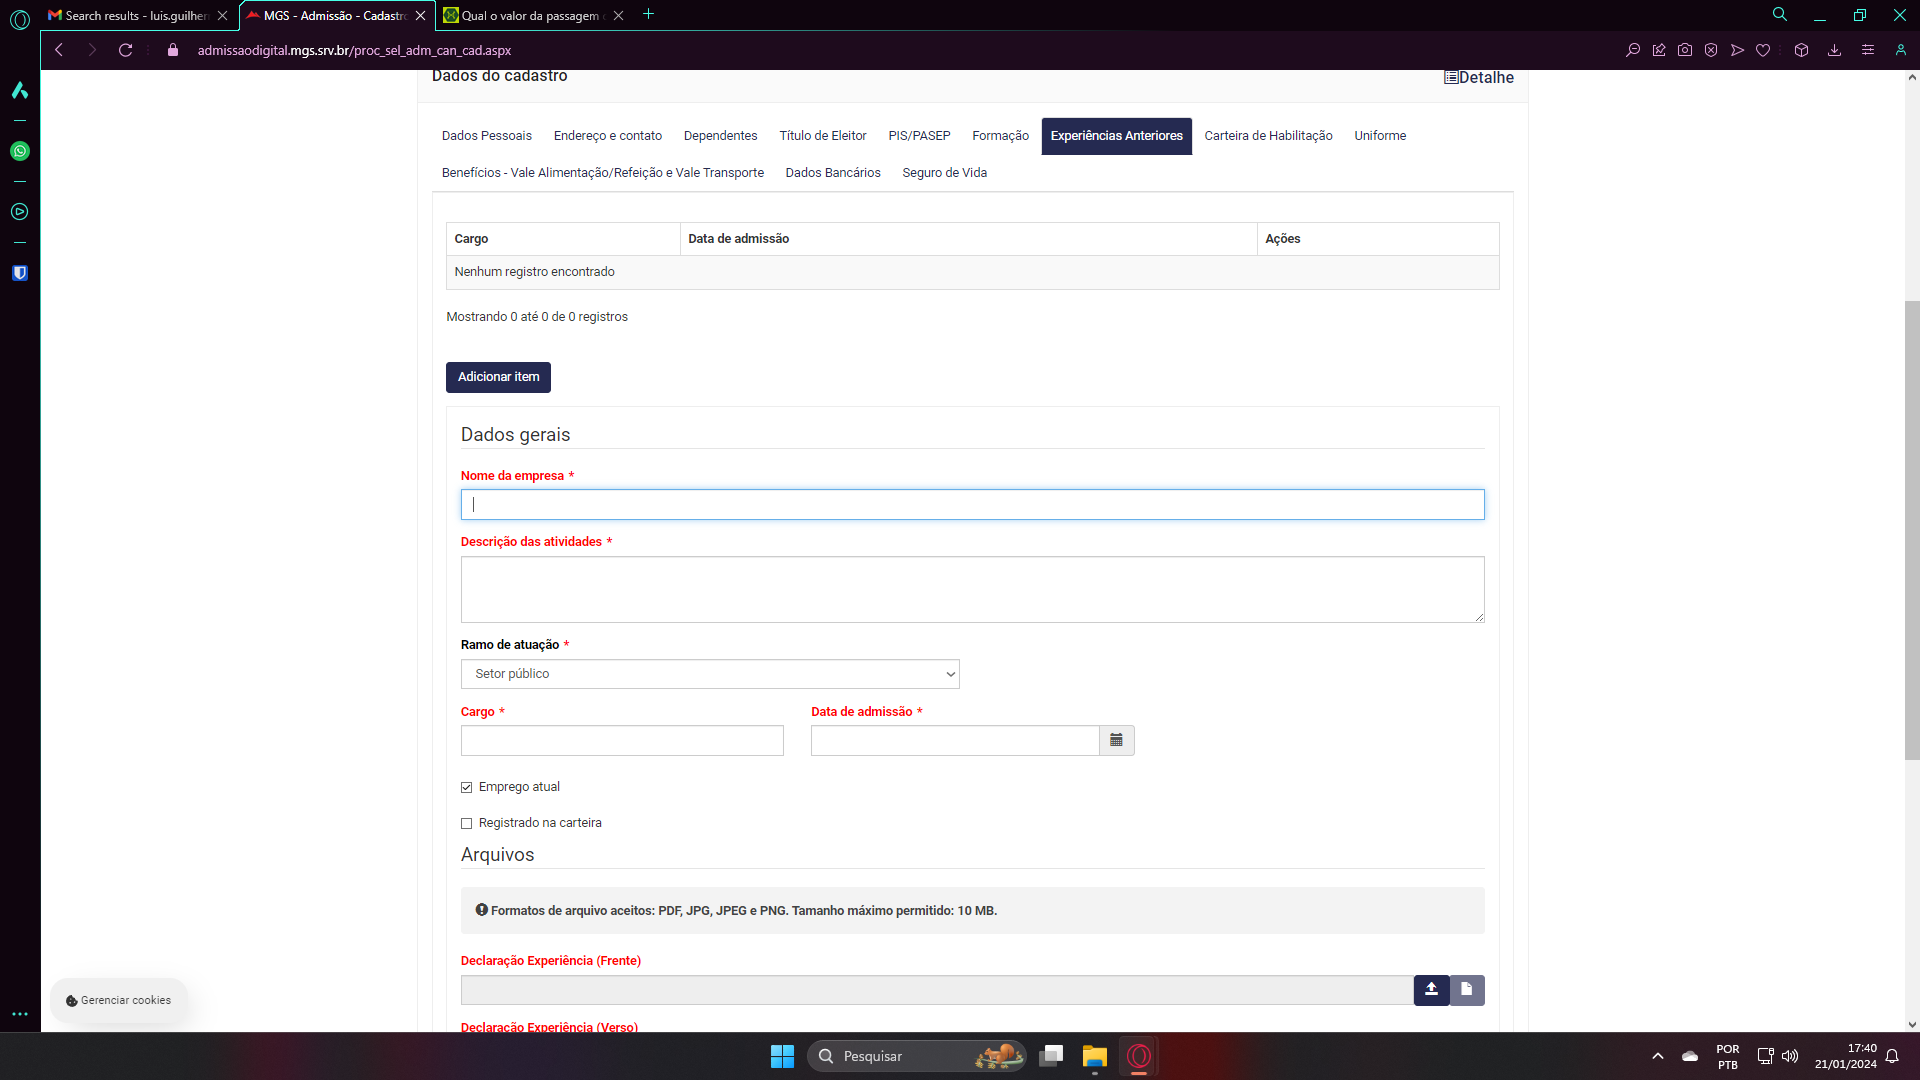 Search results - luis.guilher
MGS - Admissão - Cadastro
Qual o valor da passagem
admissaodigital.mgs.srv.br/proc_sel_adm_can_cad.aspx
Dados do cadastro
Detalhe
Dados Pessoais
Endereço e contato
Dependentes
Título de Eleitor
PIS/PASEP
Formação
Experiências Anteriores
Carteira de Habilitação
Uniforme
Benefícios - Vale Alimentação/Refeição e Vale Transporte
Dados Bancários
Seguro de Vida
Cargo
Data de admissão
Ações
Nenhum registro encontrado
Mostrando 0 até 0 de 0 registros
Adicionar item
Dados gerais
Nome da empresa *
Descrição das atividades *
Ramo de atuação *
Setor público
Cargo *
Data de admissão *
Emprego atual
Registrado na carteira
Arquivos
Formatos de arquivo aceitos: PDF, JPG, JPEG e PNG. Tamanho máximo permitido: 10 MB.
Declaração Experiência (Frente)
Declaração Experiência (Verso)
Gerenciar cookies
Pesquisar
POR
PTB
17:40
21/01/2024